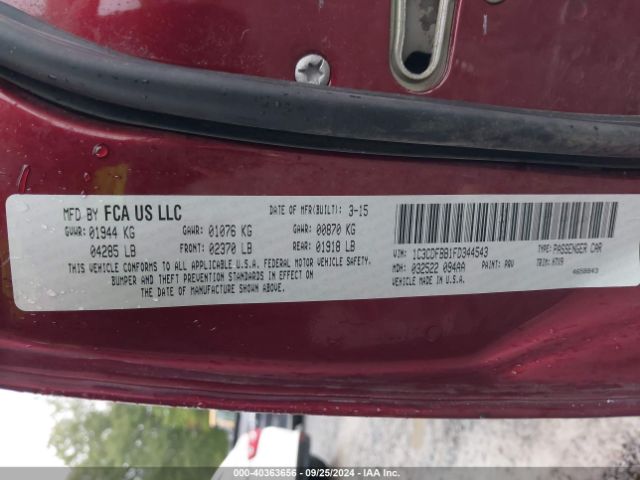 MFD BY FCA US LLC DATE OF MFR(BUILT): 3-15
GVWR: 01944 KG GAWR: 01076 KG GAWR: 00870 KG
04285 LB FRONT: 02370 LB REAR: 01918 LB
THIS VEHICLE CONFORMS TO ALL APPLICABLE U.S.A. FEDERAL MOTOR VEHICLE SAFETY,
BUMPER AND THEFT PREVENTION STANDARDS IN EFFECT ON
THE DATE OF MANUFACTURE SHOWN ABOVE.
VIN: 1C3CDFBB1FD344543 TYPE: PASSENGER CAR
MDH: 032522 094AA PAINT: PRV TRIM:
VEHICLE MADE IN U.S.A. 4650843
000-40363656 - 09/25/2024 - IAA Inc.